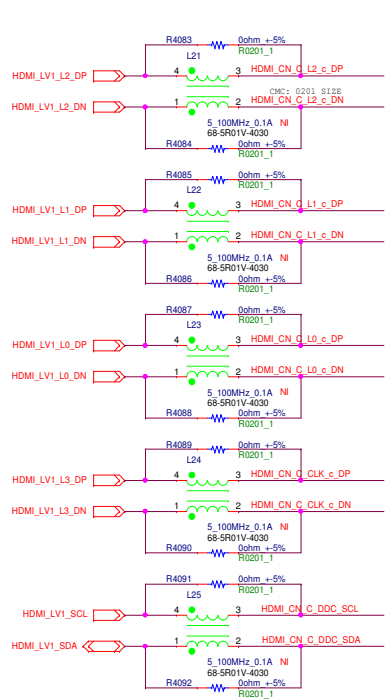 R4083 0ohm +-5%
R0201_1
L21
HDMI_LV1_L2_DP 4 3 HDMI_CN_C_L2_c_DP
CMC: 0201 SIZE
HDMI_LV1_L2_DN 1 2 HDMI_CN_C_L2_c_DN
5_100MHz_0.1A NI
68-5R01V-4030
R4084 0ohm +-5%
R0201_1
R4085 0ohm +-5%
R0201_1
L22
HDMI_LV1_L1_DP 4 3 HDMI_CN_C_L1_c_DP
HDMI_LV1_L1_DN 1 2 HDMI_CN_C_L1_c_DN
5_100MHz_0.1A NI
68-5R01V-4030
R4086 0ohm +-5%
R0201_1
R4087 0ohm +-5%
R0201_1
L23
HDMI_LV1_L0_DP 4 3 HDMI_CN_C_L0_c_DP
HDMI_LV1_L0_DN 1 2 HDMI_CN_C_L0_c_DN
5_100MHz_0.1A NI
68-5R01V-4030
R4088 0ohm +-5%
R0201_1
R4089 0ohm +-5%
R0201_1
L24
HDMI_LV1_L3_DP 4 3 HDMI_CN_C_CLK_c_DP
HDMI_LV1_L3_DN 1 2 HDMI_CN_C_CLK_c_DN
5_100MHz_0.1A NI
68-5R01V-4030
R4090 0ohm +-5%
R0201_1
R4091 0ohm +-5%
R0201_1
L25
HDMI_LV1_SCL 4 3 HDMI_CN_C_DDC_SCL
HDMI_LV1_SDA 1 2 HDMI_CN_C_DDC_SDA
5_100MHz_0.1A NI
68-5R01V-4030
R4092 0ohm +-5%
R0201_1